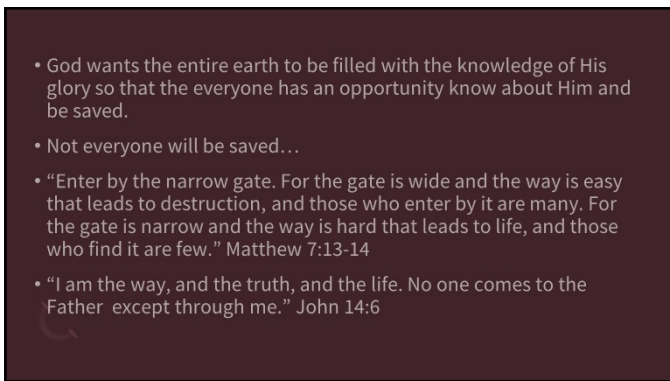 • God wants the entire earth to be filled with the knowledge of His
glory so that the everyone has an opportunity know about Him and
be saved.
• Not everyone will be saved…
• “Enter by the narrow gate. For the gate is wide and the way is easy
that leads to destruction, and those who enter by it are many. For
the gate is narrow and the way is hard that leads to life, and those
who find it are few.” Matthew 7:13-14
• “I am the way, and the truth, and the life. No one comes to the
Father  except through me.” John 14:6